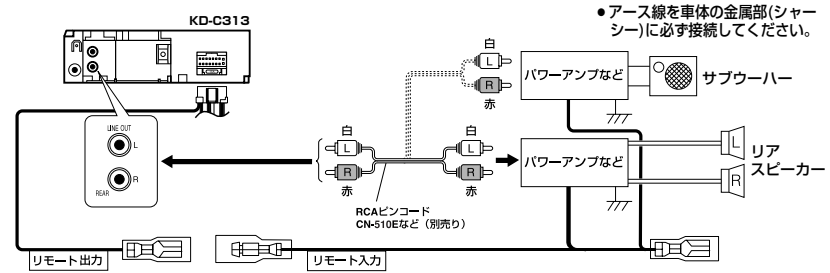 KD-C313
●アース線を車体の金属部(シャー
シー)に必ず接続してください。
白
L
R
赤
パワーアンプなど
サブウーハー
LINE OUT
L
R
REAR
白
L
R
赤
白
L
R
赤
パワーアンプなど
L
R
リア
スピーカー
RCAピンコード
CN-510Eなど（別売り）
リモート出力
リモート入力